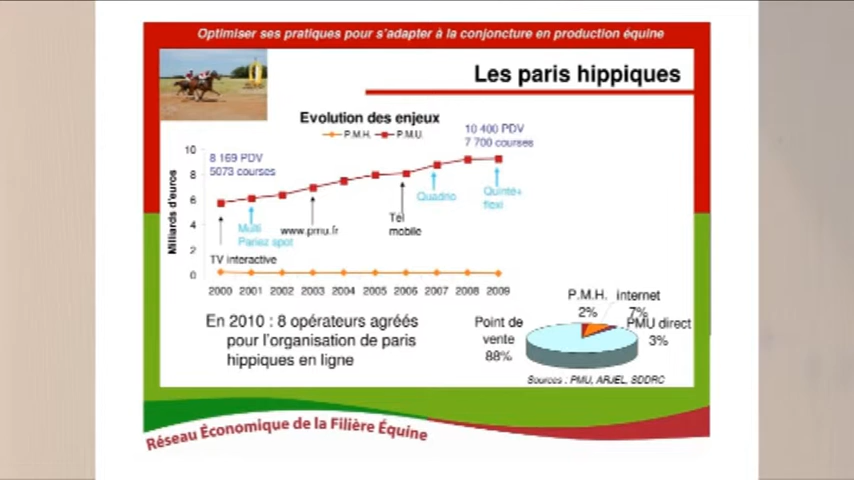 Optimiser ses pratiques pour s'adapter à la conjoncture en production équine
Les paris hippiques
Evolution des enjeux
P.M.H. P.M.U.
10 400 PDV
7 700 courses
8 169 PDV
5073 courses
Milliards d'euros
10
8
6
4
2
0
Multi
Pariez spot
www.pmu.fr
Tél
mobile
Quadrio
Quinté+
flexi
TV interactive
2000 2001 2002 2003 2004 2005 2006 2007 2008 2009
En 2010 : 8 opérateurs agréés
pour l'organisation de paris
hippiques en ligne
P.M.H.
2%
internet
7%
PMU direct
3%
Point de
vente
88%
Sources : PMU, ARJEL, SDDRC
Réseau Économique de la Filière Équine